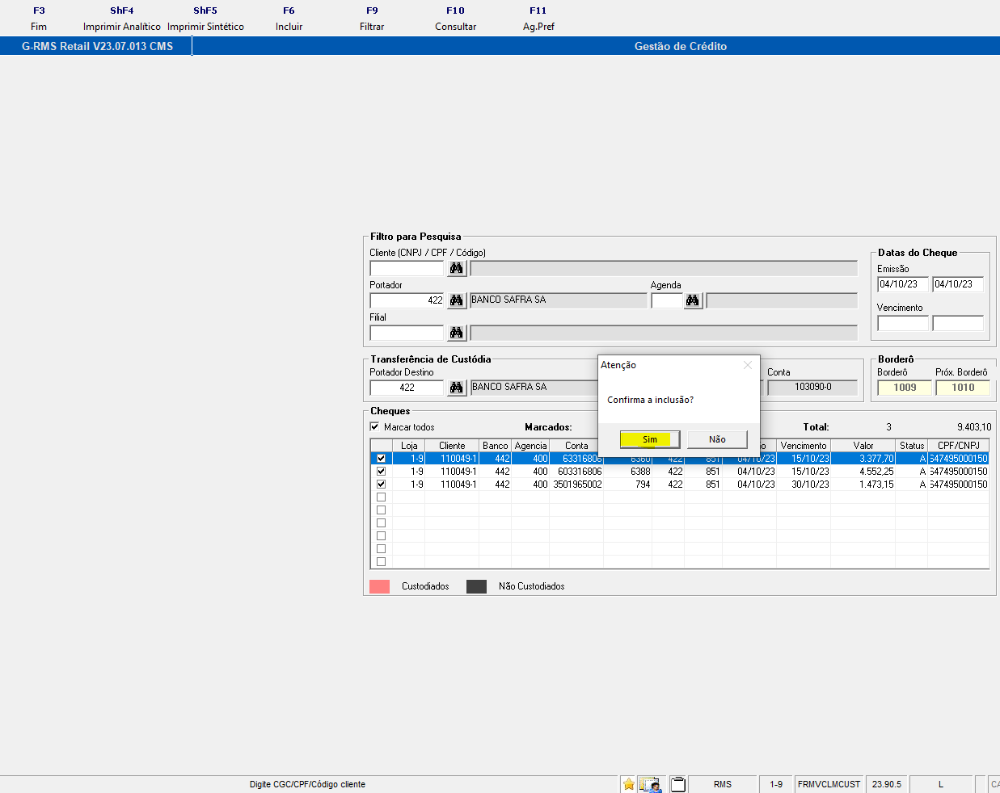 F3 ShF4 ShF5 F6 F9 F10 F11
Fim Imprimir Analítico Imprimir Sintético Incluir Filtrar Consultar Ag.Pref
G-RMS Retail V23.07.013 CMS Gestão de Crédito
Filtro para Pesquisa
Cliente (CNPJ / CPF / Código)
Datas do Cheque
Emissão
04/10/23 04/10/23
Portador Agenda
422 BANCO SAFRA SA
Vencimento
Filial
Transferência de Custódia
Portador Destino Conta
422 BANCO SAFRA SA 103090-0
Borderô
Borderô Próx. Borderô
1009 1010
Atenção
Confirma a inclusão?
Sim Não
Cheques
Marcar todos Marcados: Total: 3 9.403,10
Loja Cliente Banco Agencia Conta Vencimento Valor Status CPF/CNPJ
1-9 110049-1 442 400 63316806 6360 422 851 04/10/23 15/10/23 3.377,70 A 547495000150
1-9 110049-1 442 400 603316806 6388 422 851 04/10/23 15/10/23 4.552,25 A 547495000150
1-9 110049-1 442 400 3501965002 794 422 851 04/10/23 30/10/23 1.473,15 A 547495000150
Custodiados Não Custodiados
Digite CGC/CPF/Código cliente RMS 1-9 FRMVCLMCUST 23.90.5 L CA